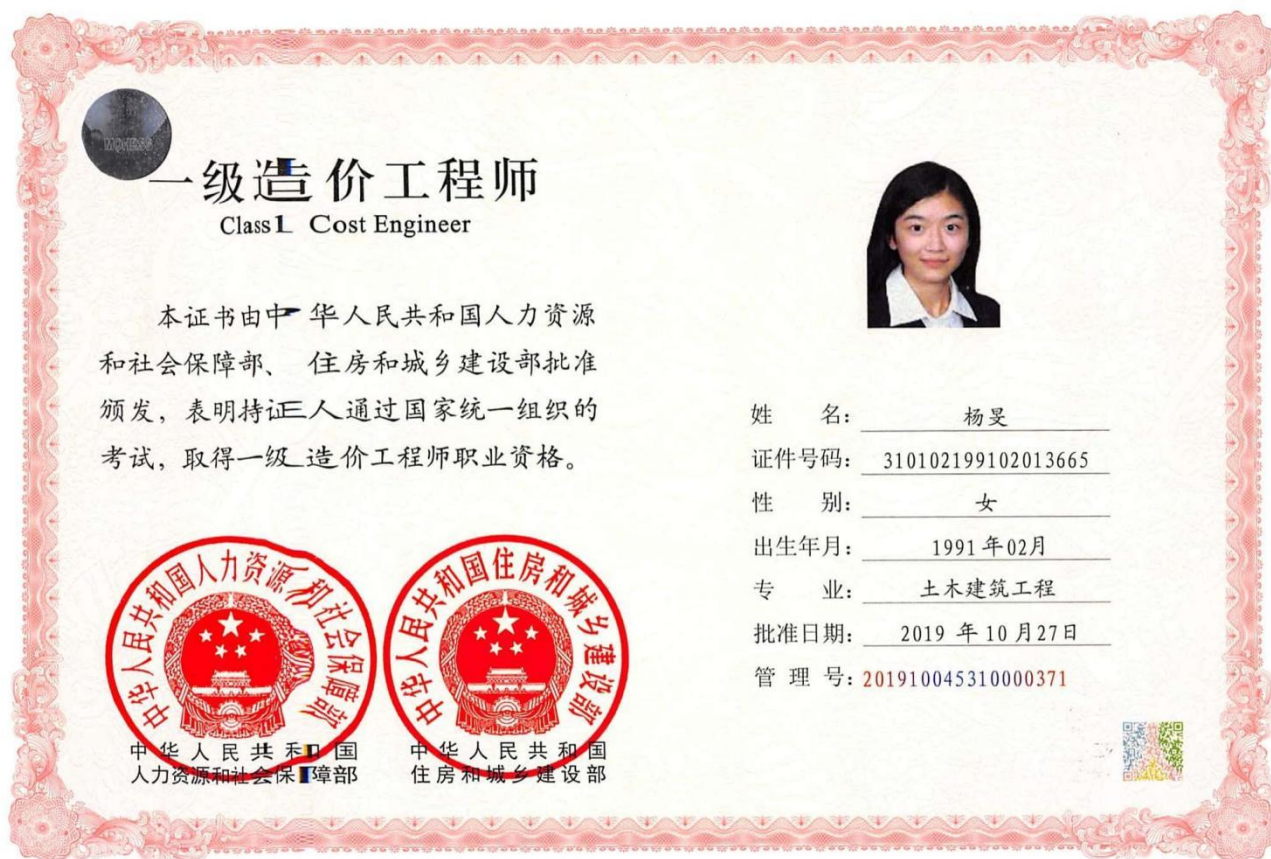 MOHRSS
一级造价工程师
Class1 Cost Engineer
本证书由中华人民共和国人力资源
和社会保障部、住房和城乡建设部批准
颁发，表明持证人通过国家统一组织的
考试，取得一级造价工程师职业资格。
中华人民共和国人力资源和社会保障部
中华人民共和国住房和城乡建设部
中华人民共和国
人力资源和社会保障部
中华人民共和国
住房和城乡建设部
姓名：杨旻
证件号码：310102199102013665
性别：女
出生年月：1991年02月
专业：土木建筑工程
批准日期：2019年10月27日
管理号：201910045310000371